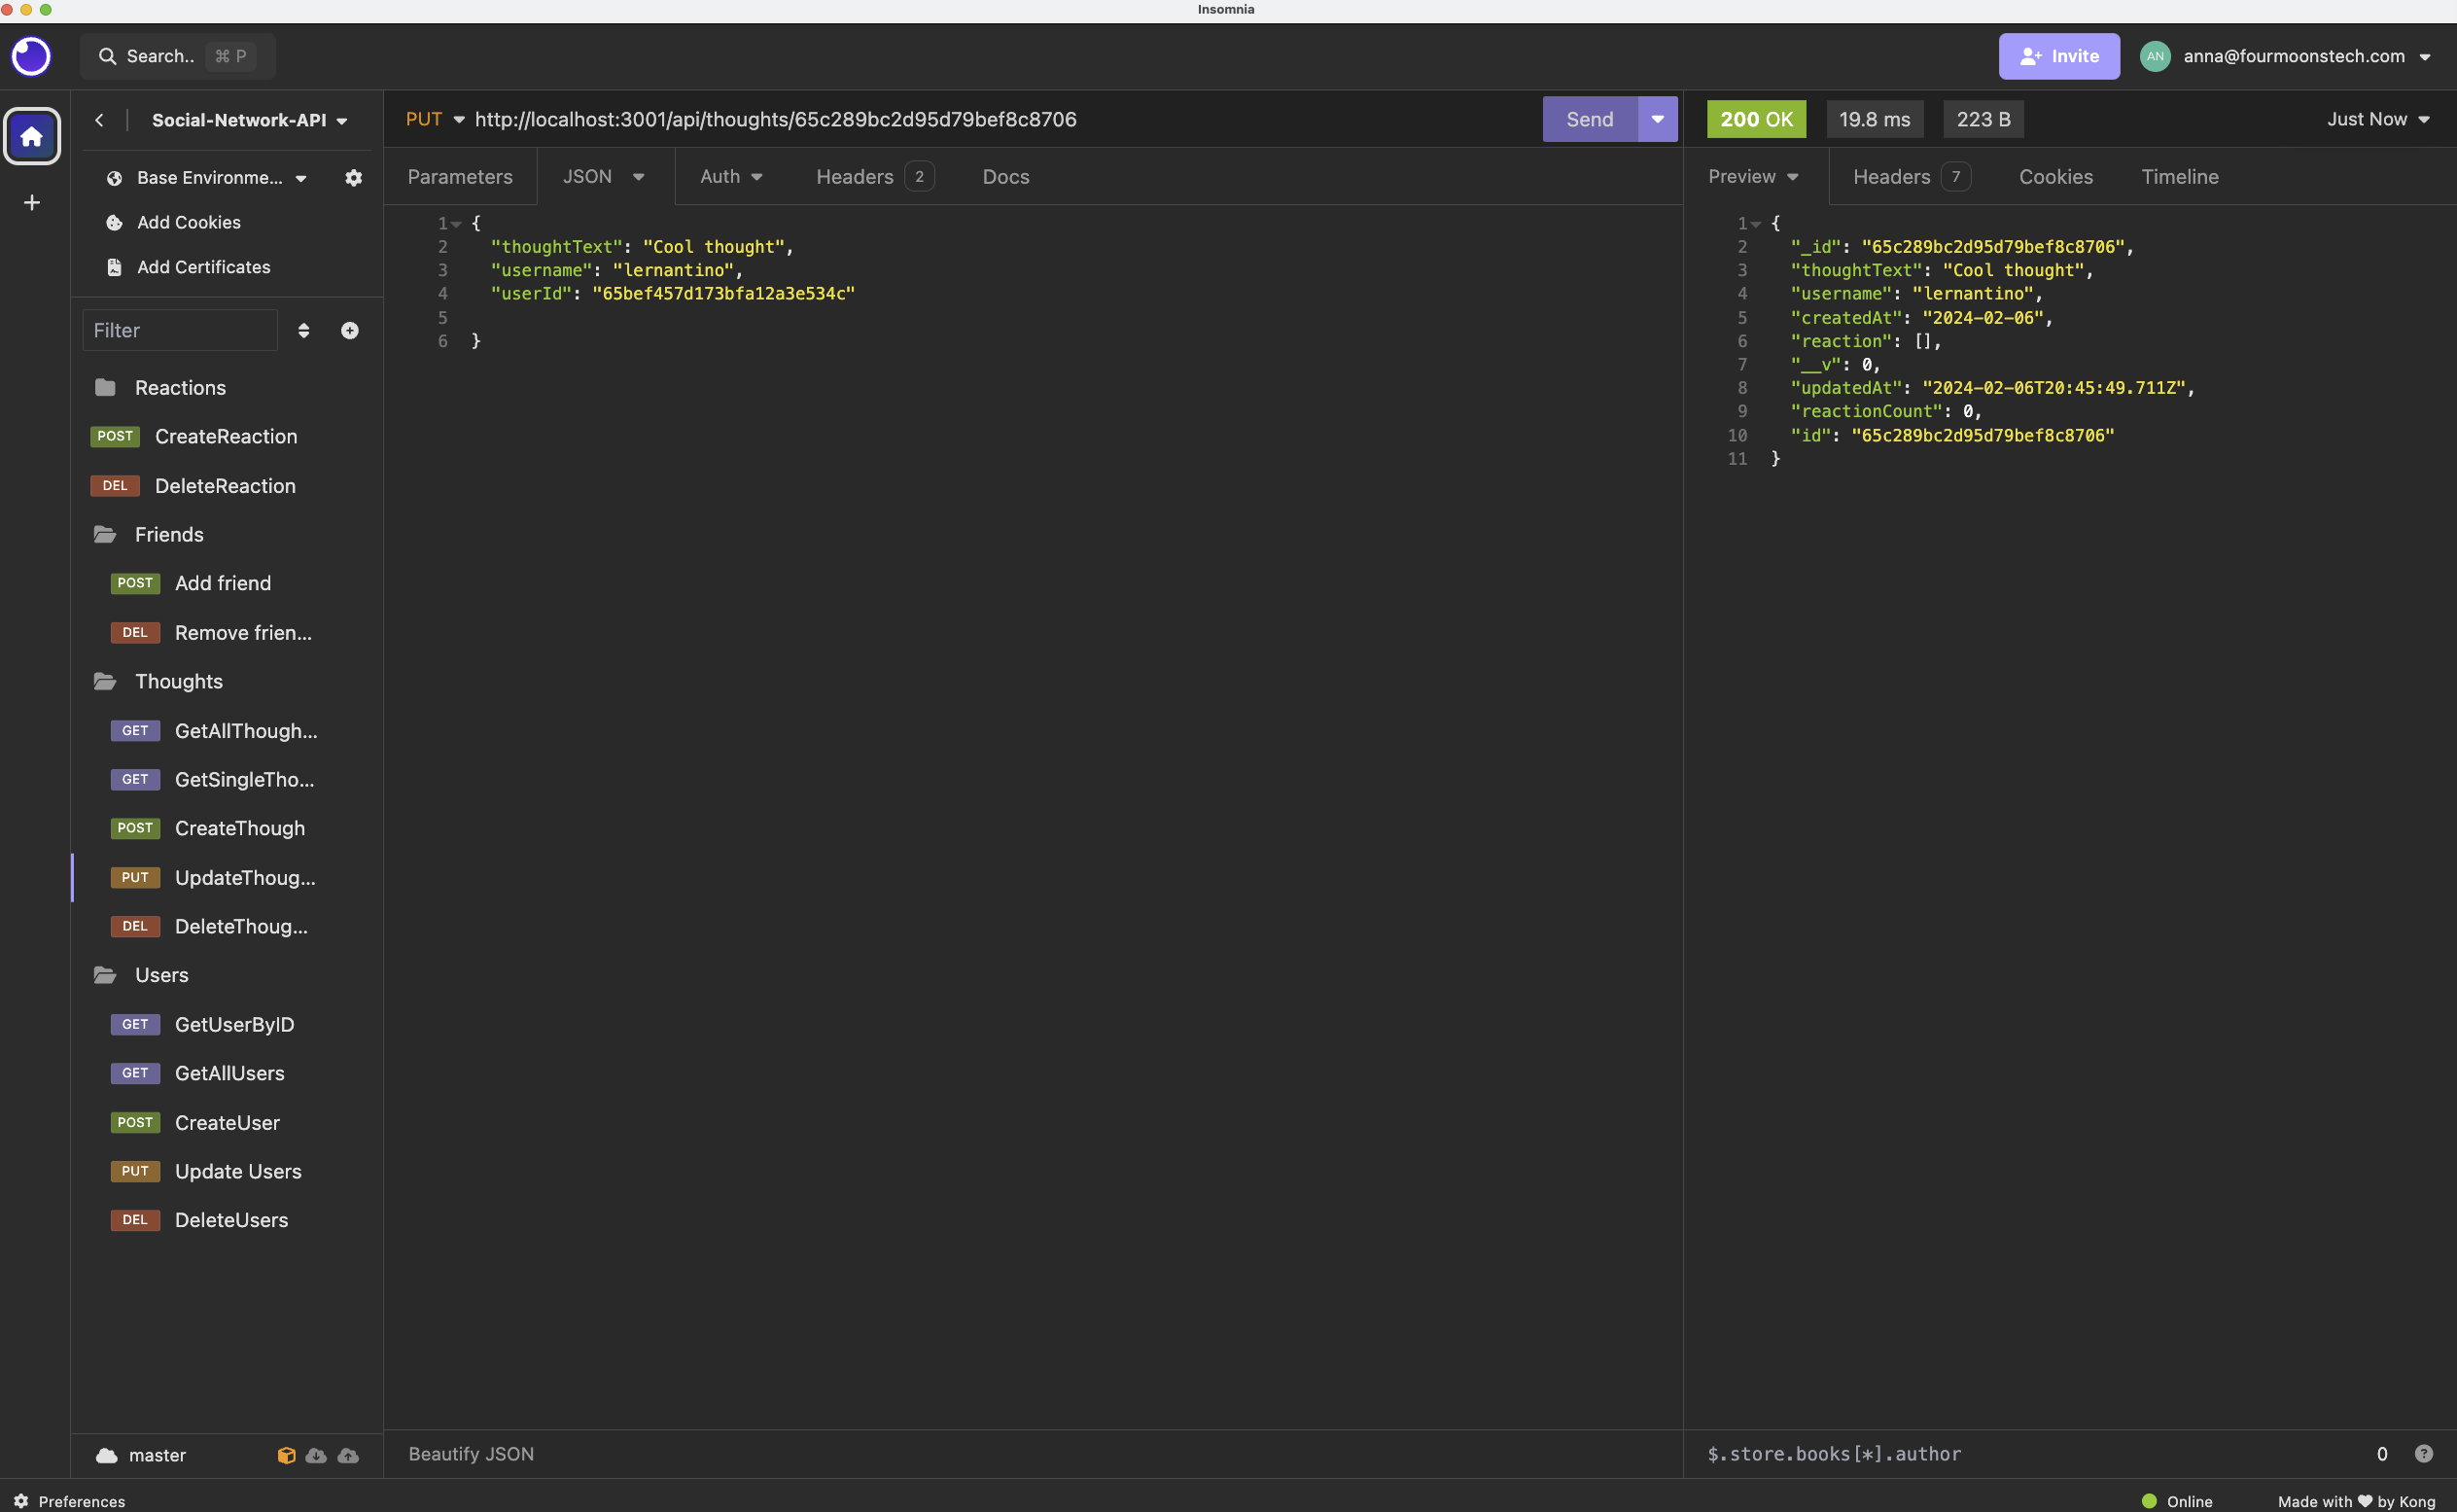 Insomnia
Search.. ⌘ P
Invite
AN anna@fourmoonstech.com
Social-Network-API
Base Environme...
Add Cookies
Add Certificates
Filter
Reactions
POST CreateReaction
DEL DeleteReaction
Friends
POST Add friend
DEL Remove frien...
Thoughts
GET GetAllThough...
GET GetSingleTho...
POST CreateThough
PUT UpdateThoug...
DEL DeleteThoug...
Users
GET GetUserByID
GET GetAllUsers
POST CreateUser
PUT Update Users
DEL DeleteUsers
master
Preferences
PUT http://localhost:3001/api/thoughts/65c289bc2d95d79bef8c8706 Send
Parameters JSON Auth Headers 2 Docs
1 {
2 "thoughtText": "Cool thought",
3 "username": "lernantino",
4 "userId": "65bef457d173bfa12a3e534c"
5
6 }
Beautify JSON
200 OK 19.8 ms 223 B Just Now
Preview Headers 7 Cookies Timeline
1 {
2 "_id": "65c289bc2d95d79bef8c8706",
3 "thoughtText": "Cool thought",
4 "username": "lernantino",
5 "createdAt": "2024-02-06",
6 "reaction": [],
7 "__v": 0,
8 "updatedAt": "2024-02-06T20:45:49.711Z",
9 "reactionCount": 0,
10 "id": "65c289bc2d95d79bef8c8706"
11 }
$.store.books[*].author 0 ?
Online Made with ♥ by Kong